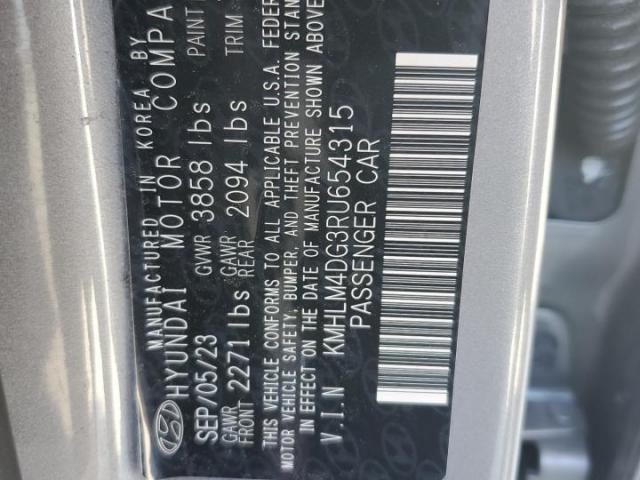 MANUFACTURED IN KOREA BY
HYUNDAI MOTOR COMPA
SEP/05/23 GVWR 3858 lbs PAINT
GAWR FRONT 2271 lbs GAWR REAR 2094 lbs TRIM
THIS VEHICLE CONFORMS TO ALL APPLICABLE U.S.A. FEDER
MOTOR VEHICLE SAFETY, BUMPER, AND THEFT PREVENTION STAN
IN EFFECT ON THE DATE OF MANUFACTURE SHOWN ABOVE
V.I.N KMHLM4DG3RU654315
PASSENGER CAR